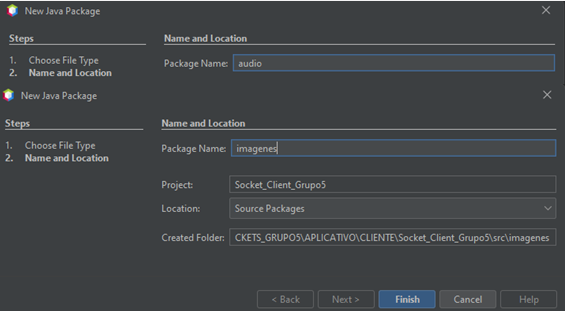 New Java Package
Steps
1. Choose File Type
2. Name and Location
Name and Location
Package Name: audio
New Java Package
Steps
1. Choose File Type
2. Name and Location
Name and Location
Package Name: imagenes
Project: Socket_Client_Grupo5
Location: Source Packages
Created Folder: CKETS_GRUPO5\APLICATIVO\CLIENTE\Socket_Client_Grupo5\src\imagenes
< Back Next > Finish Cancel Help